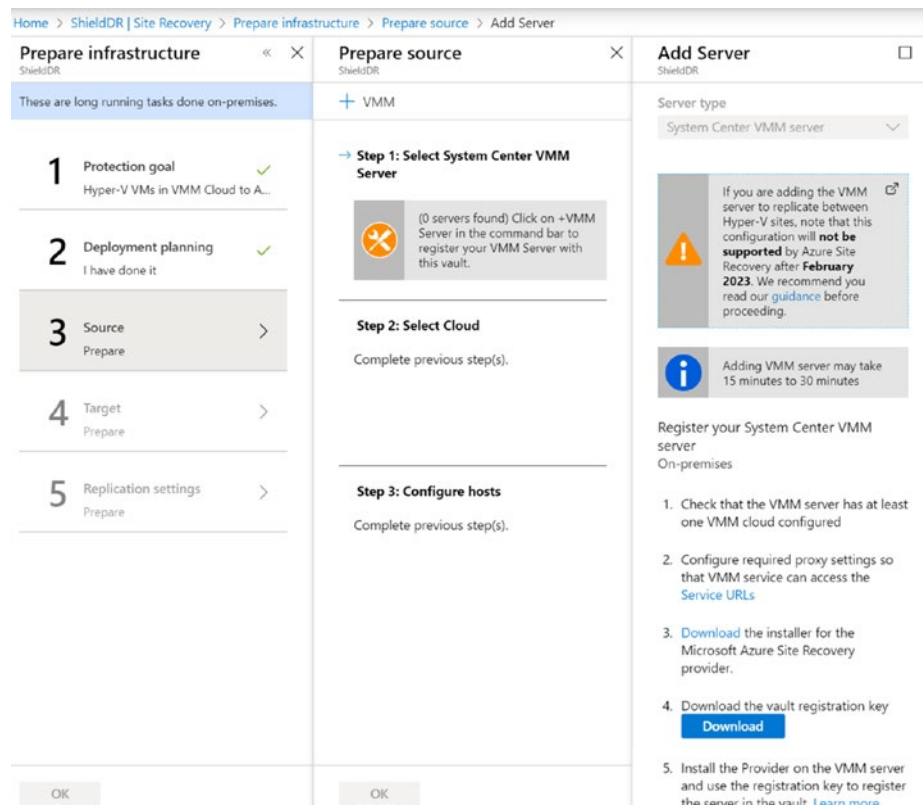 Home > ShieldDR | Site Recovery > Prepare infrastructure > Prepare source > Add Server
Prepare infrastructure
ShieldDR
These are long running tasks done on-premises.
1
Protection goal
Hyper-V VMs in VMM Cloud to A...
2
Deployment planning
I have done it
3
Source
Prepare
4
Target
Prepare
5
Replication settings
Prepare
OK
Prepare source
ShieldDR
+ VMM
→ Step 1: Select System Center VMM
Server
(0 servers found) Click on +VMM
Server in the command bar to
register your VMM Server with
this vault.
Step 2: Select Cloud
Complete previous step(s).
Step 3: Configure hosts
Complete previous step(s).
OK
Add Server
ShieldDR
Server type
System Center VMM server
If you are adding the VMM
server to replicate between
Hyper-V sites, note that this
configuration will not be
supported by Azure Site
Recovery after February
2023. We recommend you
read our guidance before
proceeding.
Adding VMM server may take
15 minutes to 30 minutes
Register your System Center VMM
server
On-premises
1. Check that the VMM server has at least
one VMM cloud configured
2. Configure required proxy settings so
that VMM service can access the
Service URLs
3. Download the installer for the
Microsoft Azure Site Recovery
provider.
4. Download the vault registration key
Download
5. Install the Provider on the VMM server
and use the registration key to register
the server in the vault. Learn more